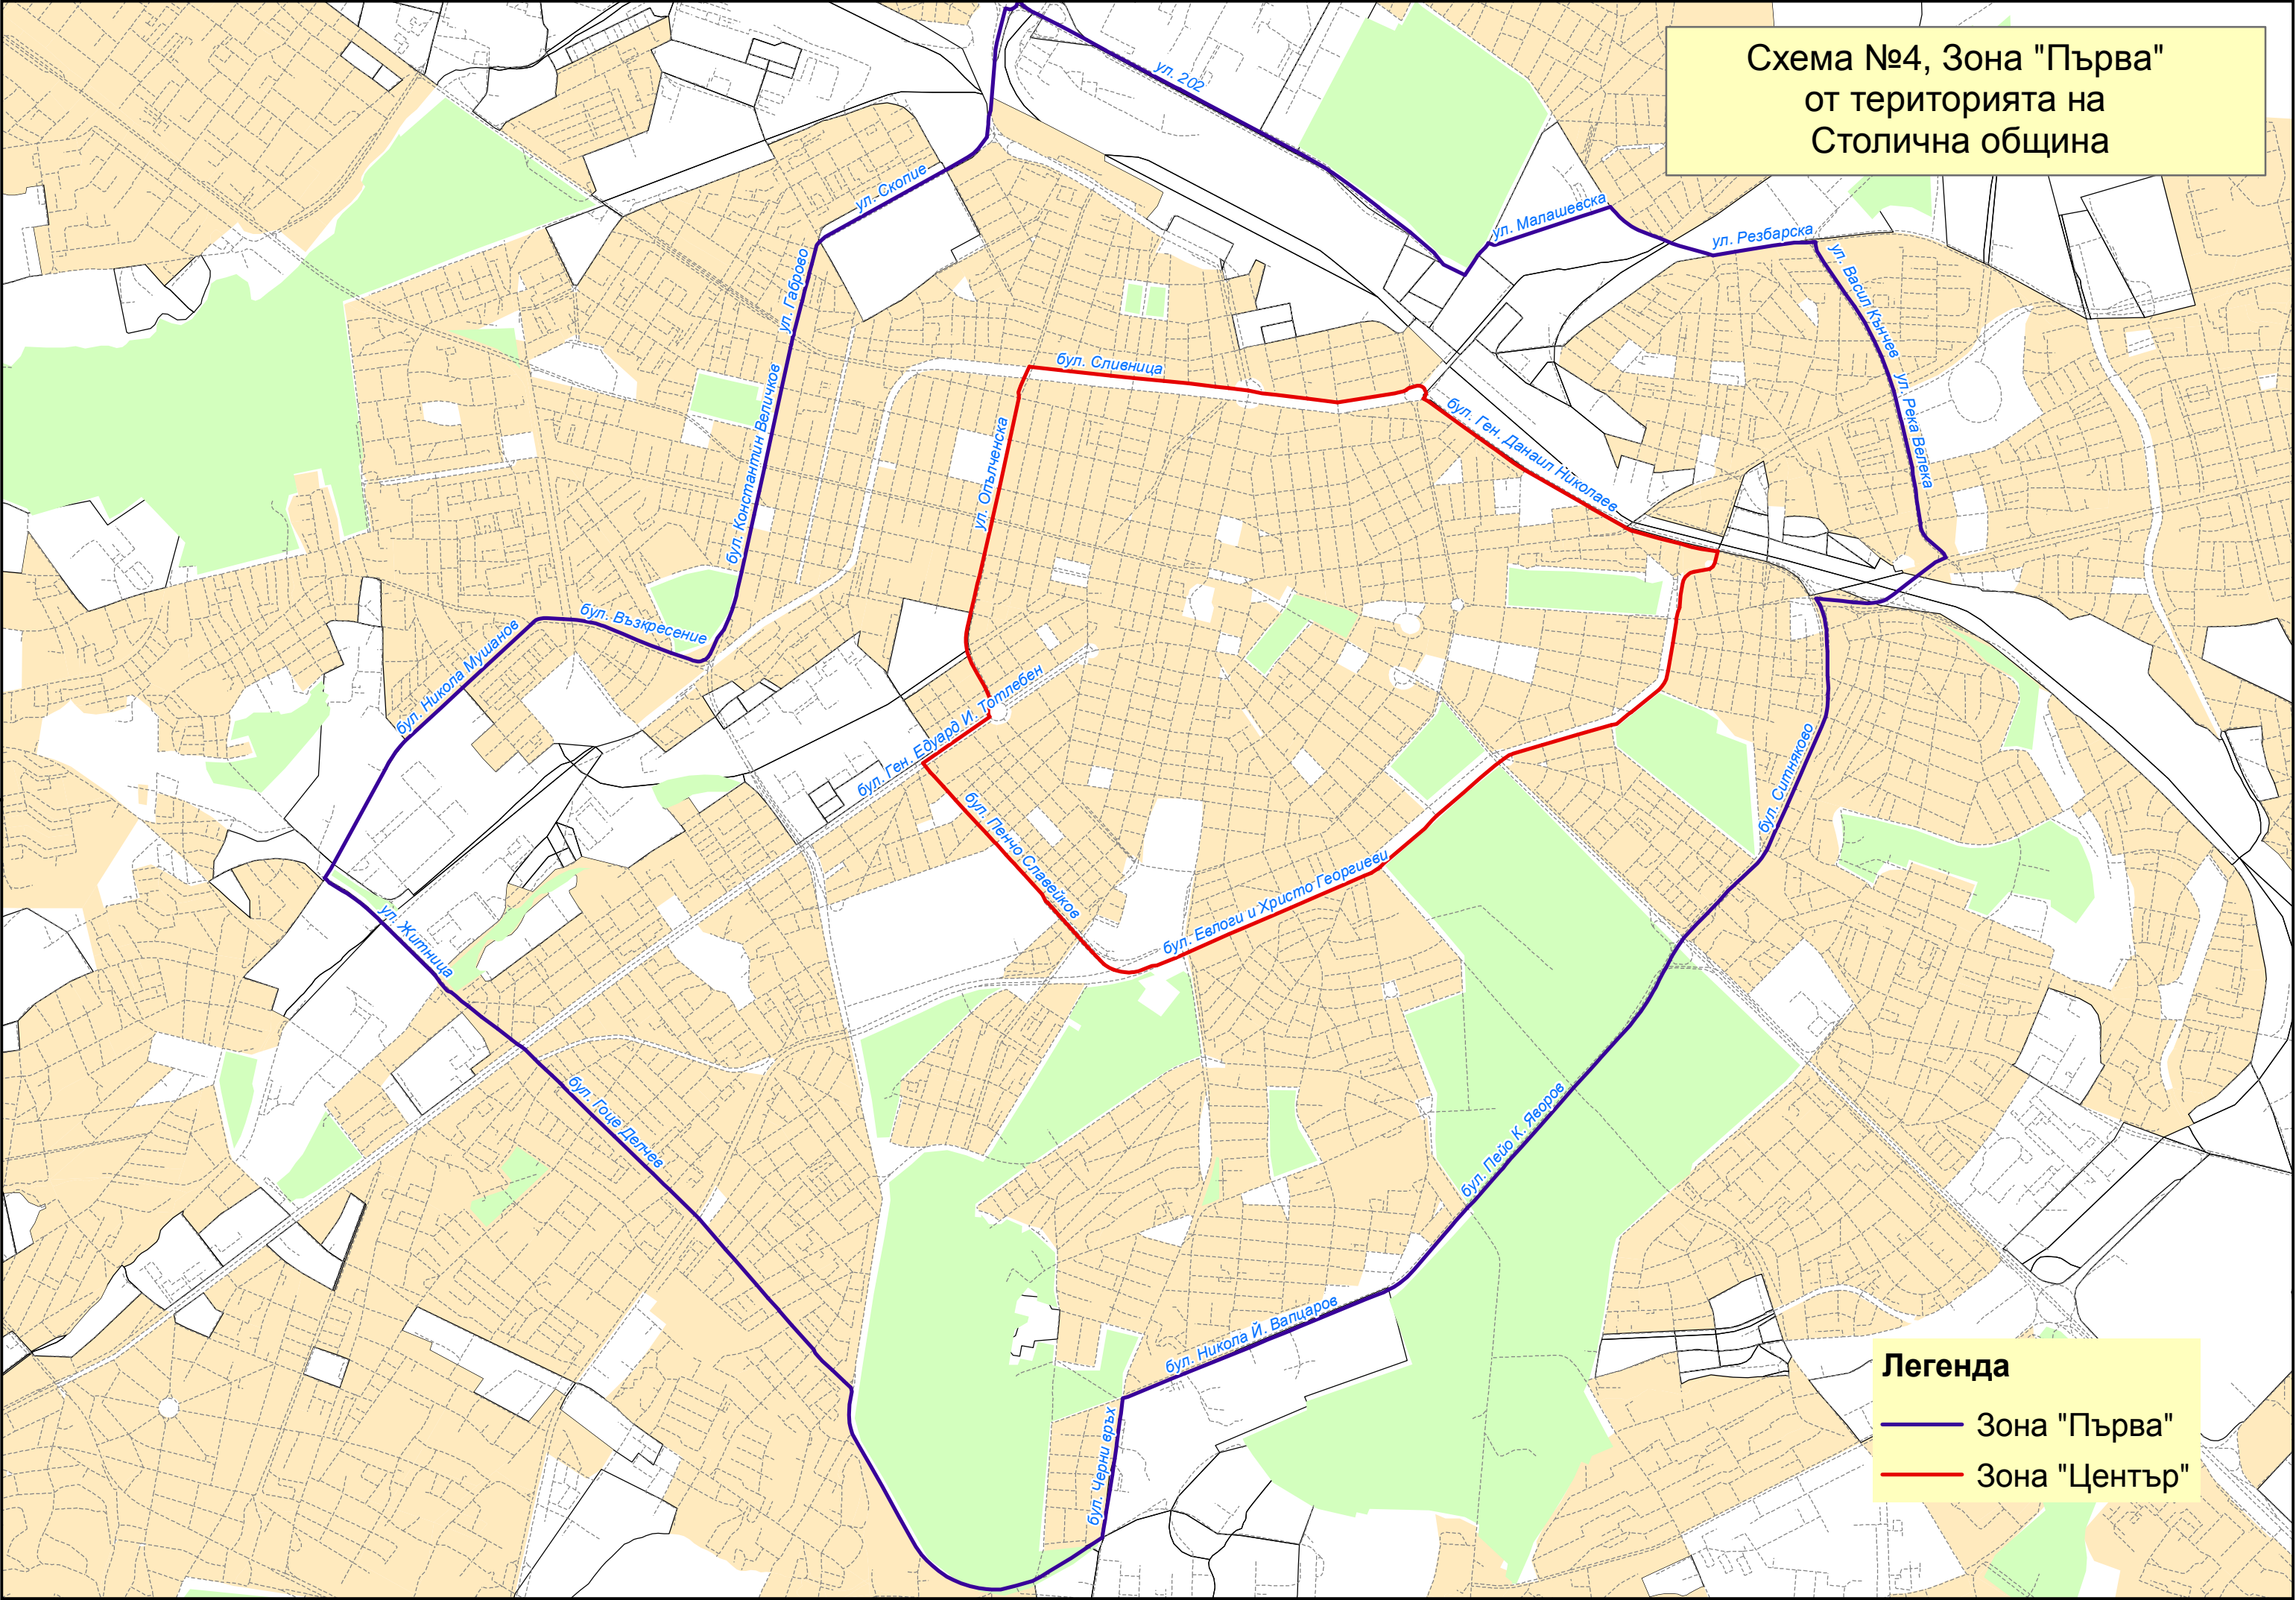 Схема №4, Зона "Първа"
от територията на
Столична община
ул. 202
ул. Скопие
ул. Малашевска
ул. Резбарска
ул. Васил Кънчев
ул. Габрово
бул. Сливница
бул. Константин Величков
ул. Река Велека
бул. Ген. Данаил Николаев
ул. Опълченска
бул. Възкресение
бул. Никола Мушанов
бул. Ген. Едуард И. Тотлебен
бул. Ситняково
бул. Пенчо Славейков
бул. Евлоги и Христо Георгиеви
ул. Житница
бул. Гоце Делчев
бул. Пейо К. Яворов
бул. Никола Й. Вапцаров
бул. Черни връх
Легенда
Зона "Първа"
Зона "Център"